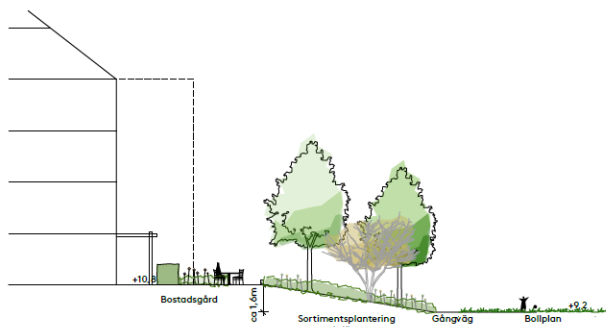 +10,8
Bostadsgård
ca 1,6m
Sortimentsplantering
Gångväg
Bollplan
+9,2